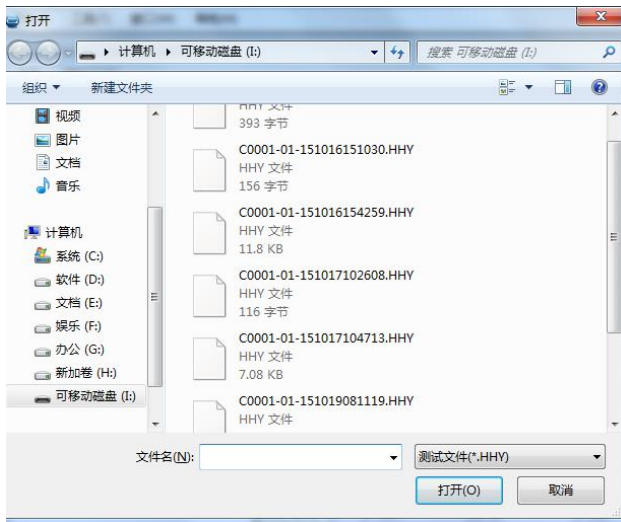 打开
计算机 ▸ 可移动磁盘 (I:)
搜索 可移动磁盘 (I:)
组织 ▼ 新建文件夹
视频
图片
文档
音乐
计算机
系统 (C:)
软件 (D:)
文档 (E:)
娱乐 (F:)
办公 (G:)
新加卷 (H:)
可移动磁盘 (I:)
HHY 文件
393 字节
C0001-01-151016151030.HHY
HHY 文件
156 字节
C0001-01-151016154259.HHY
HHY 文件
11.8 KB
C0001-01-151017102608.HHY
HHY 文件
116 字节
C0001-01-151017104713.HHY
HHY 文件
7.08 KB
C0001-01-151019081119.HHY
HHY 文件
文件名(N):
测试文件(*.HHY)
打开(O)
取消